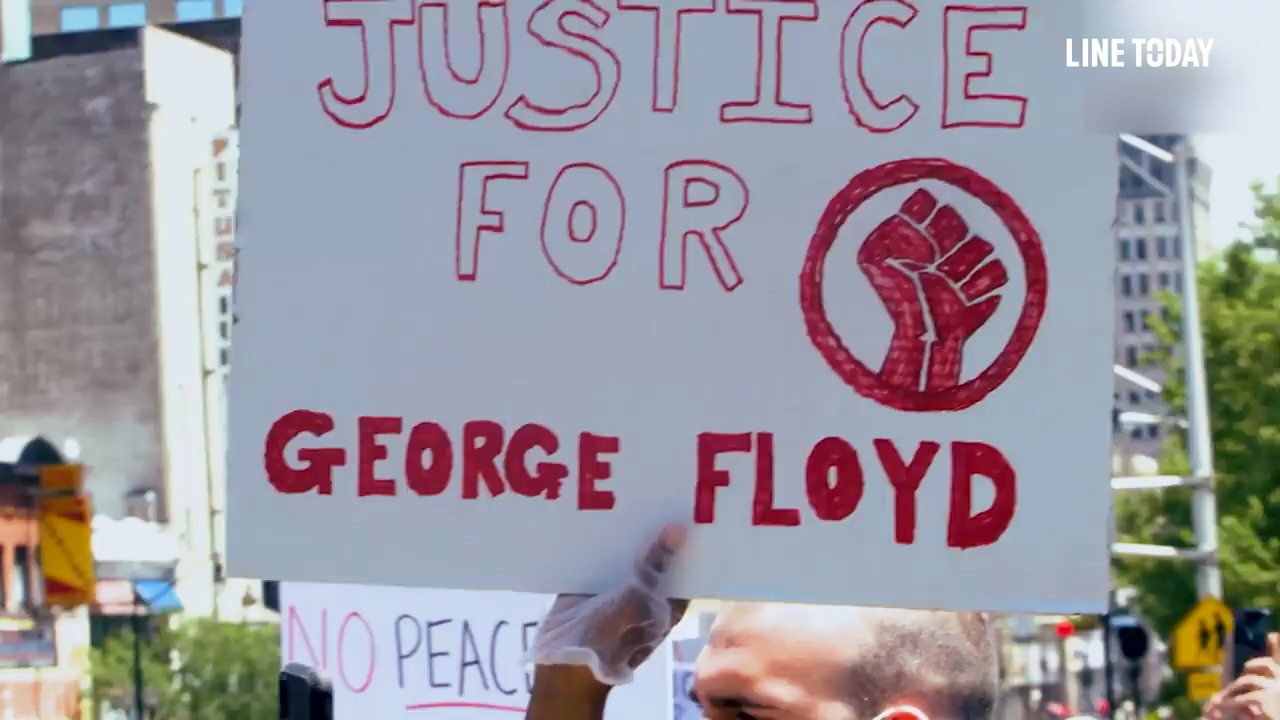 LINE TODAY
JUSTICE
FOR
GEORGE FLOYD
NO PEACE